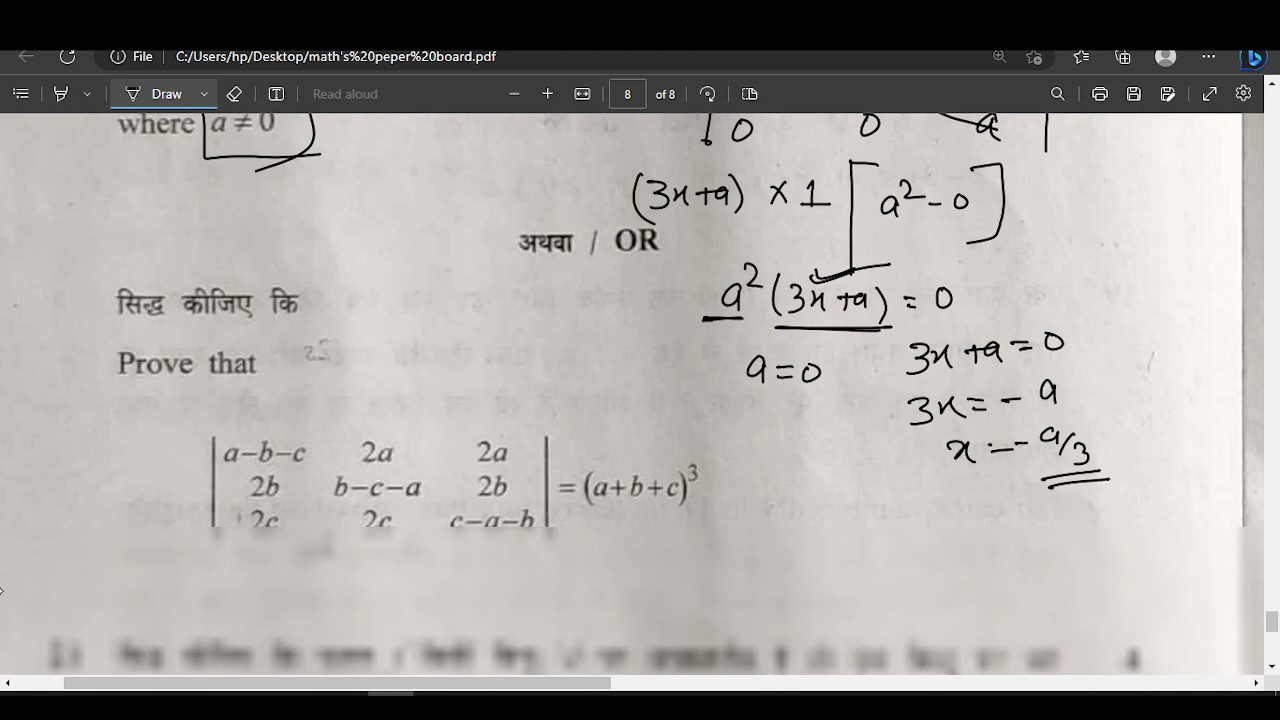 File C:/Users/hp/Desktop/math's%20peper%20board.pdf
Draw Read aloud 8 of 8
where a ≠ 0
0 0 a
(3x+a) × 1 [a² - 0]
अथवा / OR
a² (3x+a) = 0
सिद्ध कीजिए कि
3x+a=0
Prove that
a=0
3x= - a
x = - a/3
a-b-c 2a 2a
2b b-c-a 2b = (a+b+c)³
2c 2c c-a-b